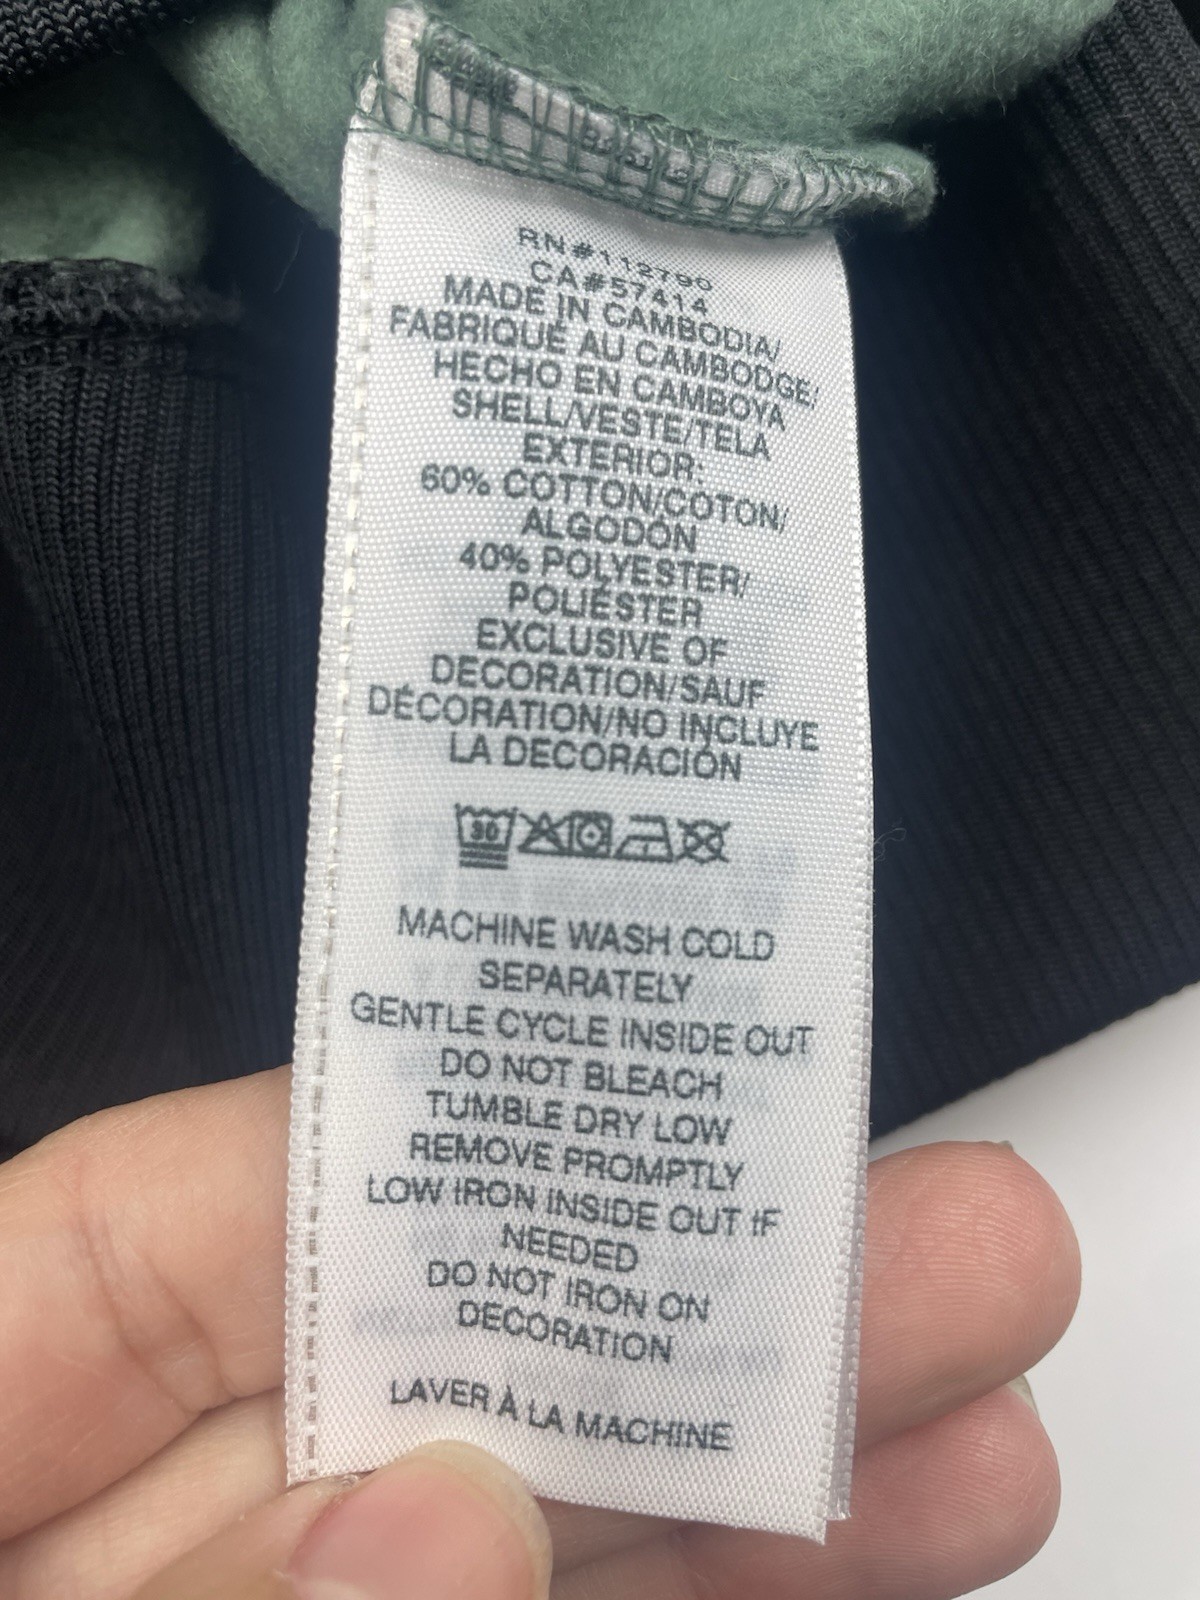 RN#112790
CA#57414
MADE IN CAMBODIA/
FABRIQUÉ AU CAMBODGE/
HECHO EN CAMBOYA
SHELL/VESTE/TELA
EXTERIOR:
60% COTTON/COTON/
ALGODÓN
40% POLYESTER/
POLIÉSTER
EXCLUSIVE OF
DECORATION/SAUF
DÉCORATION/NO INCLUYE
LA DECORACIÓN
30
MACHINE WASH COLD
SEPARATELY
GENTLE CYCLE INSIDE OUT
DO NOT BLEACH
TUMBLE DRY LOW
REMOVE PROMPTLY
LOW IRON INSIDE OUT IF
NEEDED
DO NOT IRON ON
DECORATION
LAVER À LA MACHINE